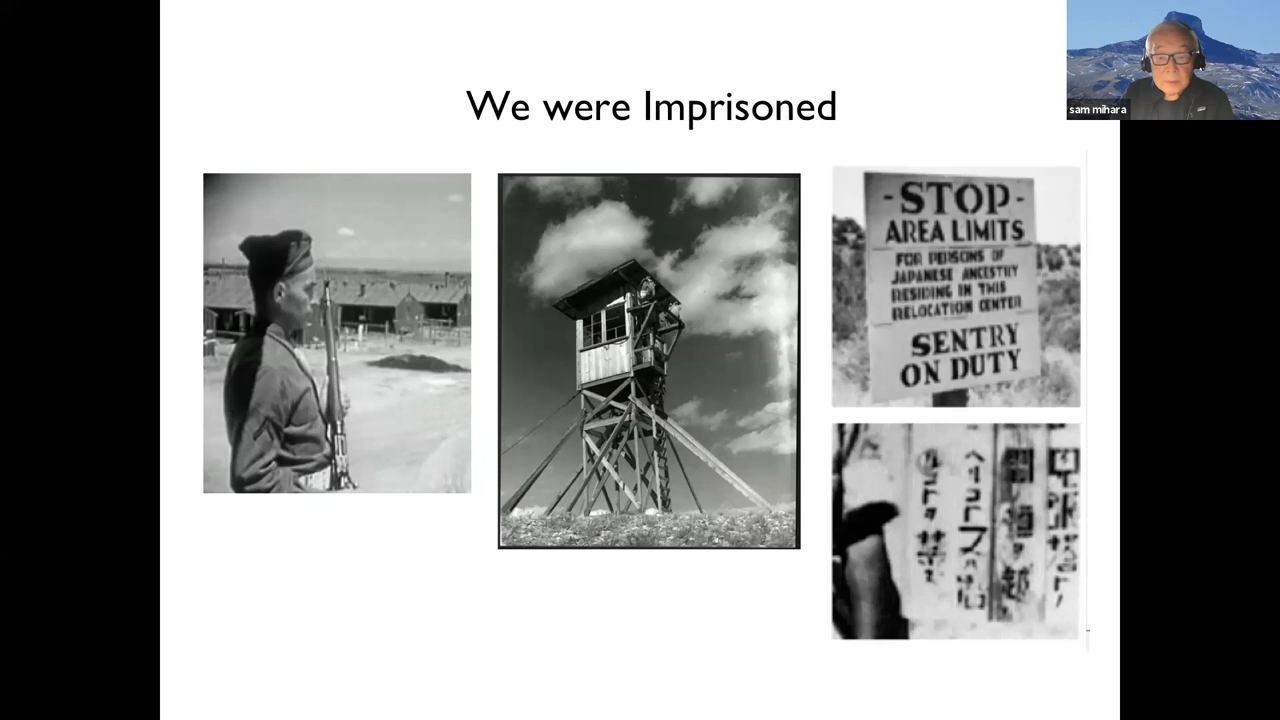 We were Imprisoned
sam mihara
-STOP-
AREA LIMITS
FOR PERSONS OF
JAPANESE ANCESTRY
RESIDING IN THIS
RELOCATION CENTER
SENTRY
ON DUTY